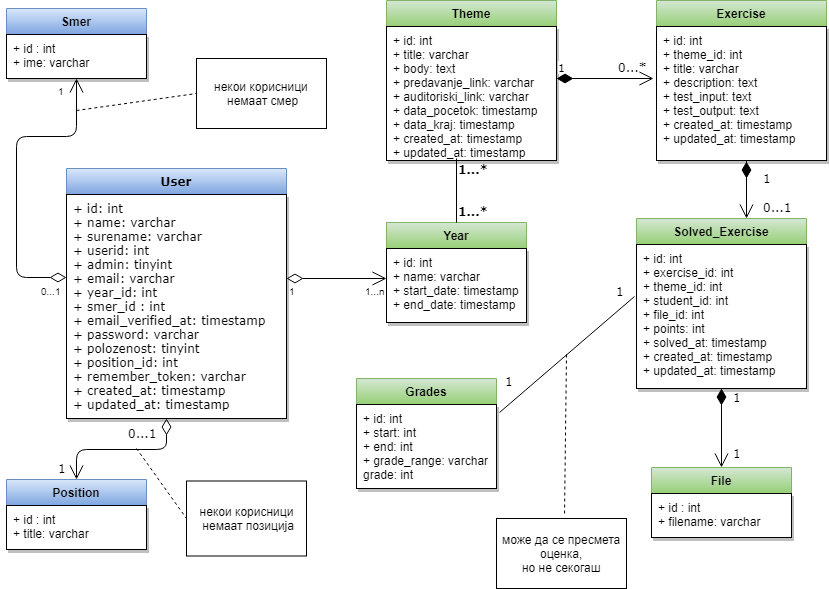 Smer
+ id : int
+ ime: varchar
1
некои корисници
немаат смер
Theme
+ id: int
+ title: varchar
+ body: text
+ predavanje_link: varchar
+ auditoriski_link: varchar
+ data_pocetok: timestamp
+ data_kraj: timestamp
+ created_at: timestamp
+ updated_at: timestamp
1
0...*
Exercise
+ id: int
+ theme_id: int
+ title: varchar
+ description: text
+ test_input: text
+ test_output: text
+ created_at: timestamp
+ updated_at: timestamp
1
0...1
1...*
1...*
User
+ id: int
+ name: varchar
+ surename: varchar
+ userid: int
+ admin: tinyint
+ email: varchar
+ year_id: int
+ smer_id : int
+ email_verified_at: timestamp
+ password: varchar
+ polozenost: tinyint
+ position_id: int
+ remember_token: varchar
+ created_at: timestamp
+ updated_at: timestamp
0...1
1
1...n
Year
+ id: int
+ name: varchar
+ start_date: timestamp
+ end_date: timestamp
Solved_Exercise
+ id: int
+ exercise_id: int
+ theme_id: int
+ student_id: int
+ file_id: int
+ points: int
+ solved_at: timestamp
+ created_at: timestamp
+ updated_at: timestamp
1
1
Grades
+ id: int
+ start: int
+ end: int
+ grade_range: varchar
grade: int
1
1
0...1
1
Position
+ id : int
+ title: varchar
некои корисници
немаат позиција
може да се пресмета
оценка,
но не секогаш
File
+ id : int
+ filename: varchar